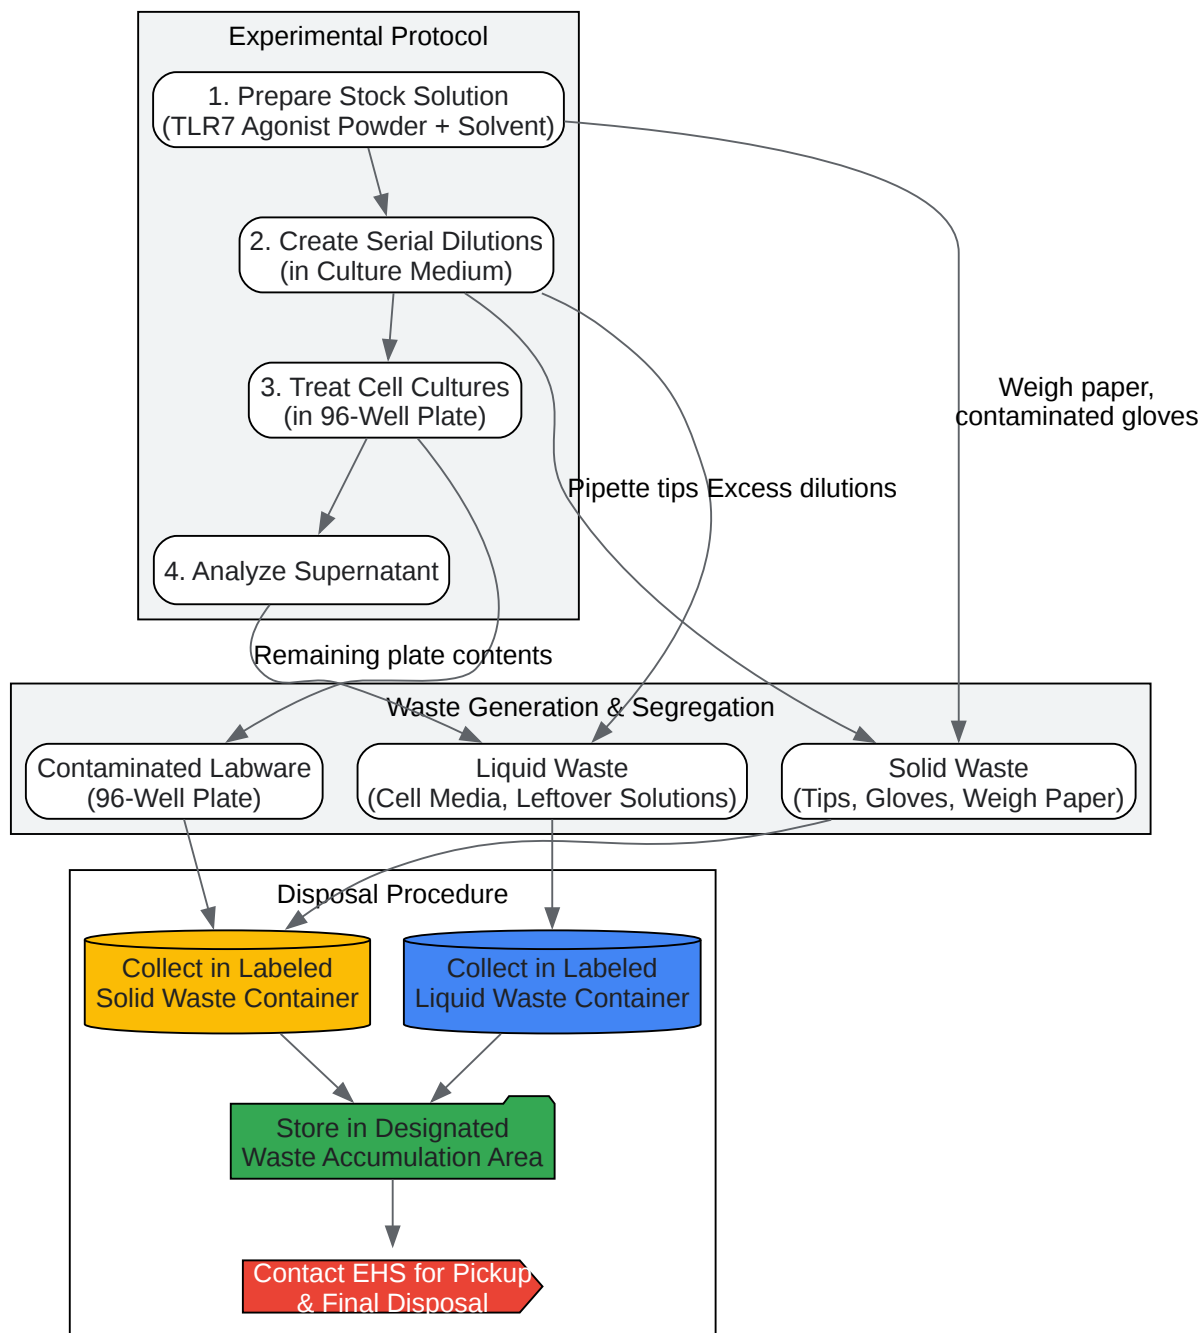 Experimental Protocol
1. Prepare Stock Solution
(TLR7 Agonist Powder + Solvent)
2. Create Serial Dilutions
(in Culture Medium)
3. Treat Cell Cultures
(in 96-Well Plate)
Weigh paper,
contaminated gloves
Pipette tips
Excess dilutions
4. Analyze Supernatant
Remaining plate contents
Waste Generation & Segregation
Contaminated Labware
(96-Well Plate)
Liquid Waste
(Cell Media, Leftover Solutions)
Solid Waste
(Tips, Gloves, Weigh Paper)
Disposal Procedure
Collect in Labeled
Solid Waste Container
Collect in Labeled
Liquid Waste Container
Store in Designated
Waste Accumulation Area
Contact EHS for Pickup
& Final Disposal